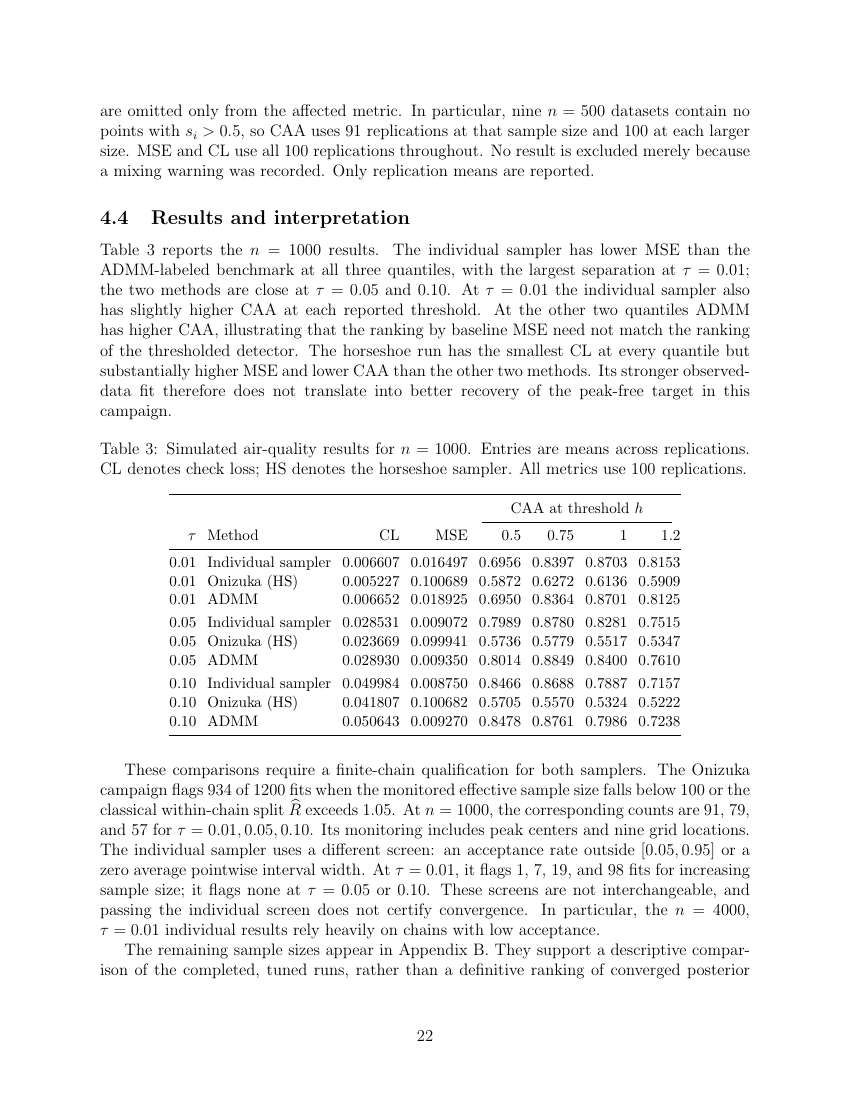 are omitted only from the affected metric. In particular, nine n = 500 datasets contain no
points with sᵢ > 0.5, so CAA uses 91 replications at that sample size and 100 at each larger
size. MSE and CL use all 100 replications throughout. No result is excluded merely because
a mixing warning was recorded. Only replication means are reported.
4.4 Results and interpretation
Table 3 reports the n = 1000 results. The individual sampler has lower MSE than the
ADMM-labeled benchmark at all three quantiles, with the largest separation at τ = 0.01;
the two methods are close at τ = 0.05 and 0.10. At τ = 0.01 the individual sampler also
has slightly higher CAA at each reported threshold. At the other two quantiles ADMM
has higher CAA, illustrating that the ranking by baseline MSE need not match the ranking
of the thresholded detector. The horseshoe run has the smallest CL at every quantile but
substantially higher MSE and lower CAA than the other two methods. Its stronger observed-
data fit therefore does not translate into better recovery of the peak-free target in this
campaign.
Table 3: Simulated air-quality results for n = 1000. Entries are means across replications.
CL denotes check loss; HS denotes the horseshoe sampler. All metrics use 100 replications.
CAA at threshold h
τ Method CL MSE 0.5 0.75 1 1.2
0.01 Individual sampler 0.006607 0.016497 0.6956 0.8397 0.8703 0.8153
0.01 Onizuka (HS) 0.005227 0.100689 0.5872 0.6272 0.6136 0.5909
0.01 ADMM 0.006652 0.018925 0.6950 0.8364 0.8701 0.8125
0.05 Individual sampler 0.028531 0.009072 0.7989 0.8780 0.8281 0.7515
0.05 Onizuka (HS) 0.023669 0.099941 0.5736 0.5779 0.5517 0.5347
0.05 ADMM 0.028930 0.009350 0.8014 0.8849 0.8400 0.7610
0.10 Individual sampler 0.049984 0.008750 0.8466 0.8688 0.7887 0.7157
0.10 Onizuka (HS) 0.041807 0.100682 0.5705 0.5570 0.5324 0.5222
0.10 ADMM 0.050643 0.009270 0.8478 0.8761 0.7986 0.7238
These comparisons require a finite-chain qualification for both samplers. The Onizuka
campaign flags 934 of 1200 fits when the monitored effective sample size falls below 100 or the
classical within-chain split R̂ exceeds 1.05. At n = 1000, the corresponding counts are 91, 79,
and 57 for τ = 0.01, 0.05, 0.10. Its monitoring includes peak centers and nine grid locations.
The individual sampler uses a different screen: an acceptance rate outside [0.05, 0.95] or a
zero average pointwise interval width. At τ = 0.01, it flags 1, 7, 19, and 98 fits for increasing
sample size; it flags none at τ = 0.05 or 0.10. These screens are not interchangeable, and
passing the individual screen does not certify convergence. In particular, the n = 4000,
τ = 0.01 individual results rely heavily on chains with low acceptance.
The remaining sample sizes appear in Appendix B. They support a descriptive compar-
ison of the completed, tuned runs, rather than a definitive ranking of converged posterior
22